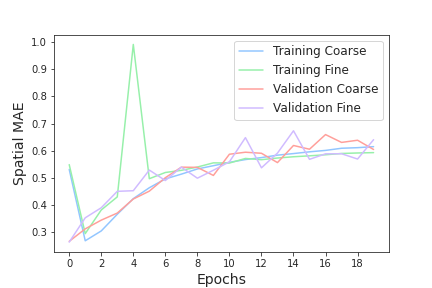 1.0
0.9
0.8
0.7
0.6
0.5
0.4
0.3
Spatial MAE
Training Coarse
Training Fine
Validation Coarse
Validation Fine
0 2 4 6 8 10 12 14 16 18
Epochs